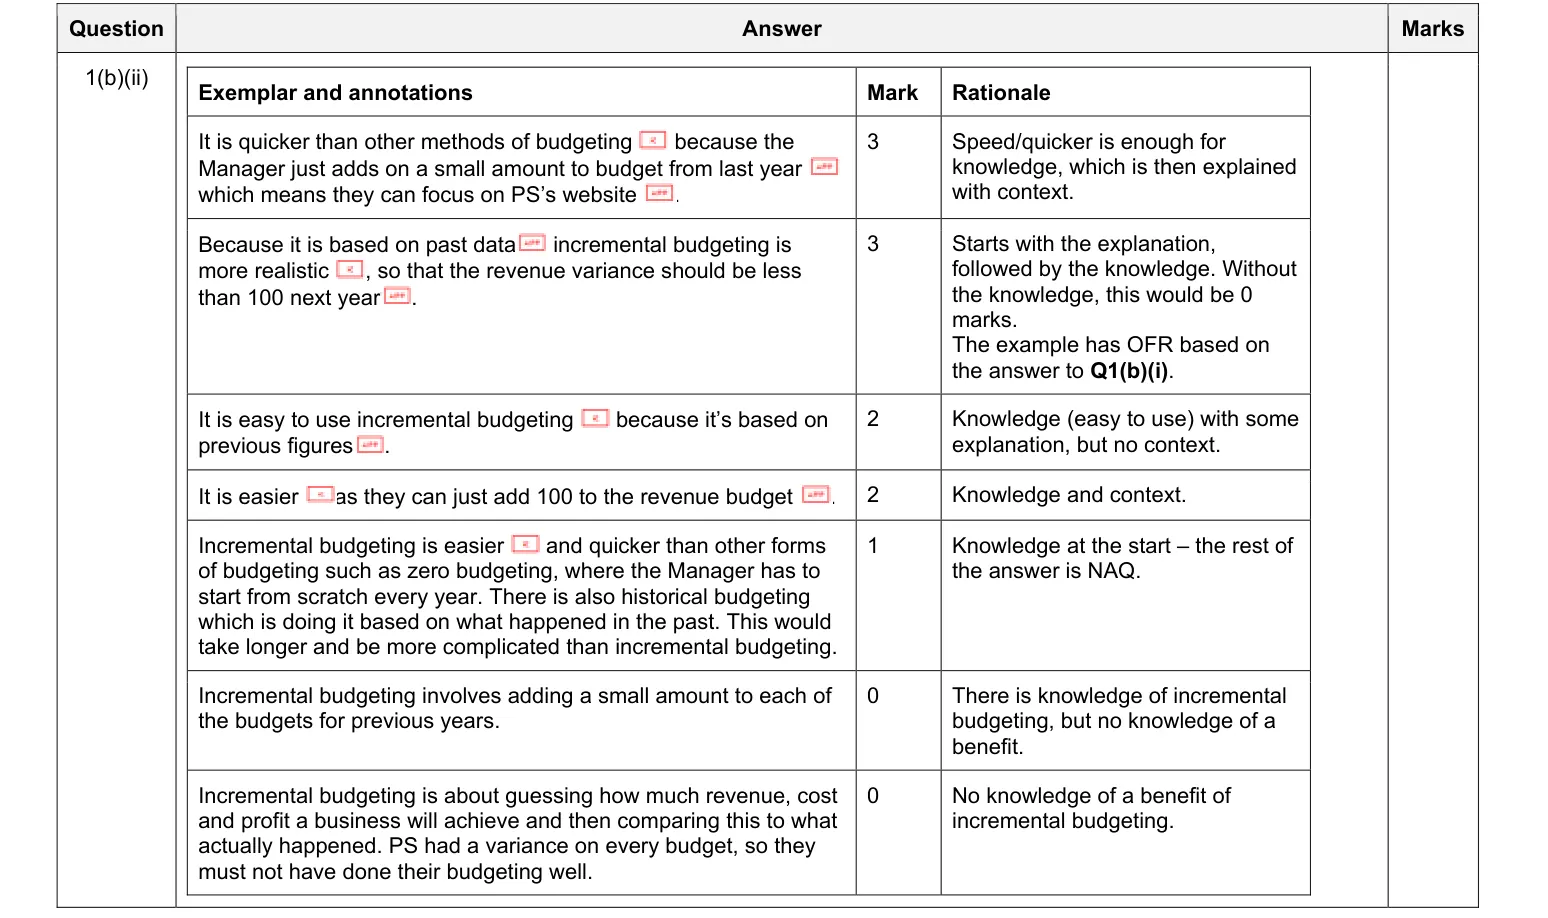 Question Answer Marks
1(b)(ii)
Exemplar and annotations Mark Rationale
It is quicker than other methods of budgeting K because the
Manager just adds on a small amount to budget from last year APP
which means they can focus on PS’s website APP.
3
Speed/quicker is enough for
knowledge, which is then explained
with context.
Because it is based on past data APP incremental budgeting is
more realistic K, so that the revenue variance should be less
than 100 next year APP.
3
Starts with the explanation,
followed by the knowledge. Without
the knowledge, this would be 0
marks.
The example has OFR based on
the answer to Q1(b)(i).
It is easy to use incremental budgeting K because it’s based on
previous figures APP.
2
Knowledge (easy to use) with some
explanation, but no context.
It is easier K as they can just add 100 to the revenue budget APP.
2
Knowledge and context.
Incremental budgeting is easier K and quicker than other forms
of budgeting such as zero budgeting, where the Manager has to
start from scratch every year. There is also historical budgeting
which is doing it based on what happened in the past. This would
take longer and be more complicated than incremental budgeting.
1
Knowledge at the start – the rest of
the answer is NAQ.
Incremental budgeting involves adding a small amount to each of
the budgets for previous years.
0
There is knowledge of incremental
budgeting, but no knowledge of a
benefit.
Incremental budgeting is about guessing how much revenue, cost
and profit a business will achieve and then comparing this to what
actually happened. PS had a variance on every budget, so they
must not have done their budgeting well.
0
No knowledge of a benefit of
incremental budgeting.